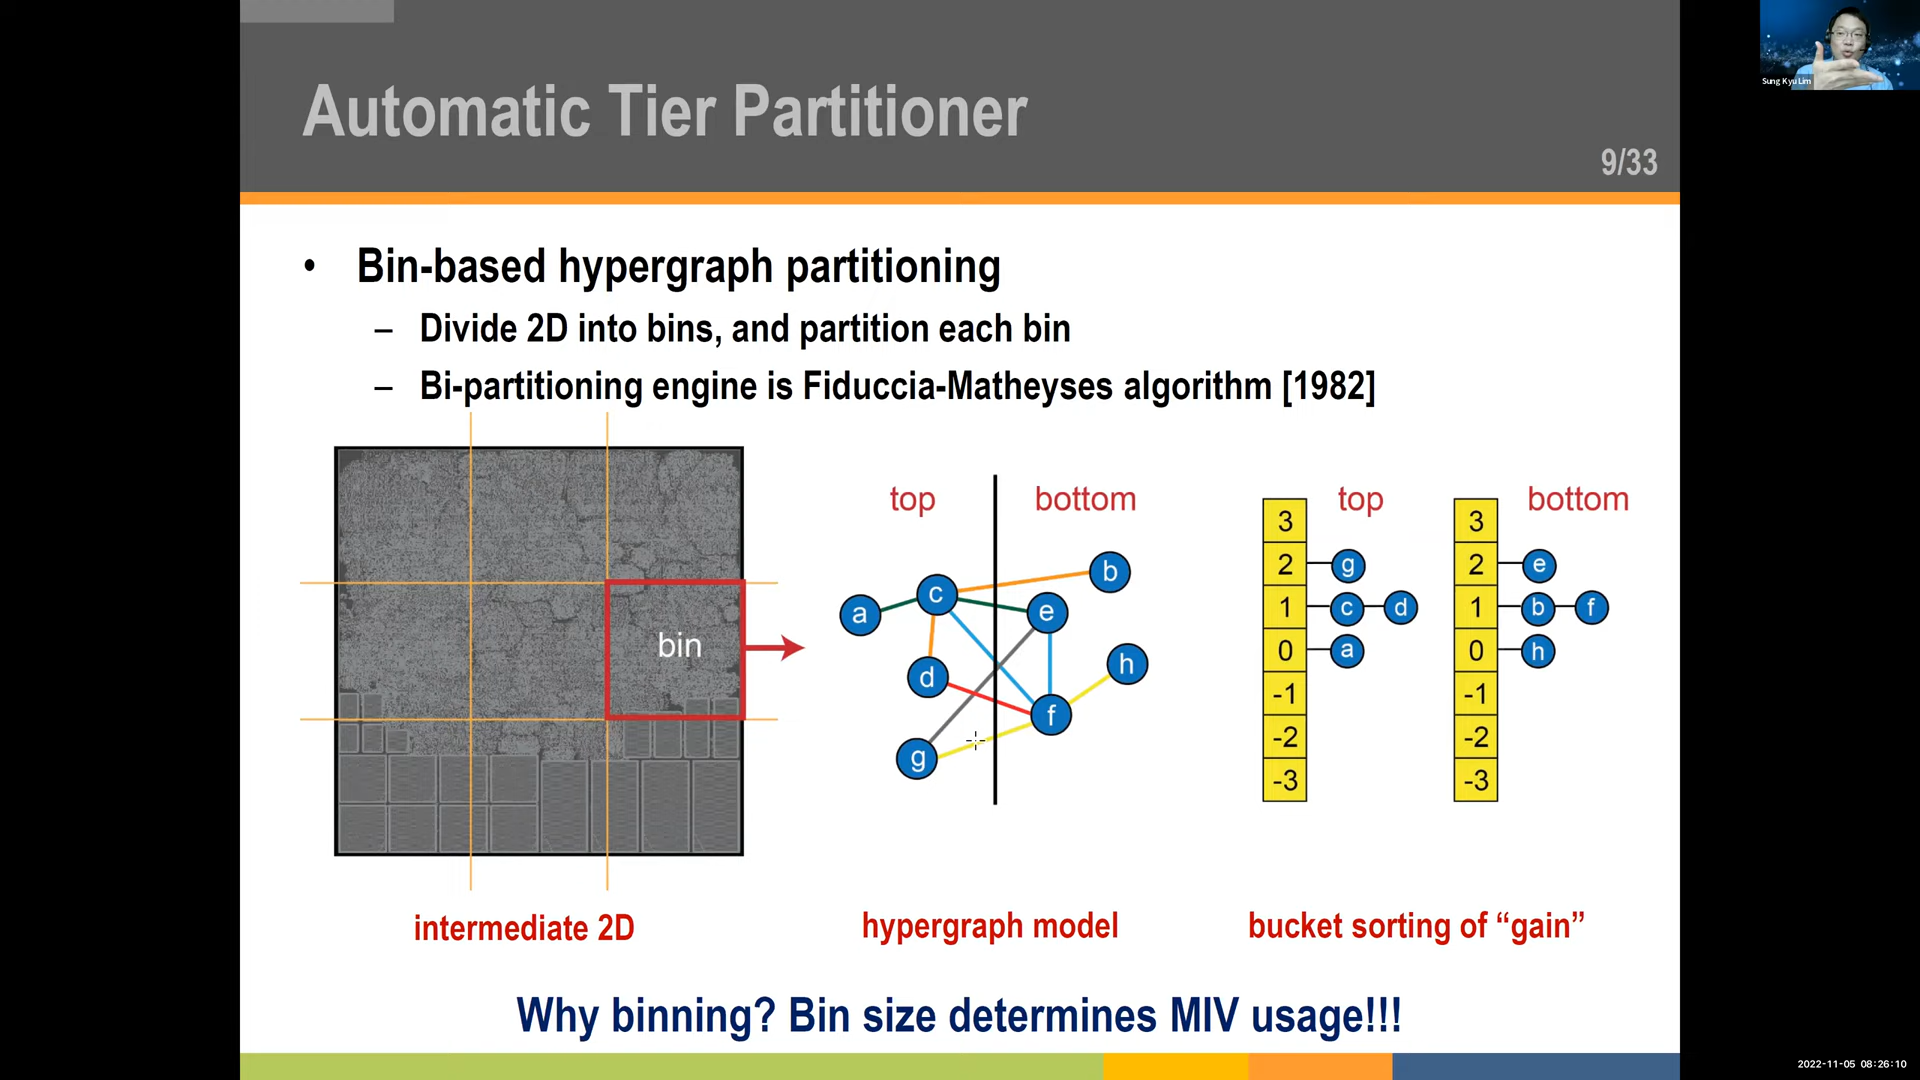 Automatic Tier Partitioner
9/33
Sung Kyu Lim
• Bin-based hypergraph partitioning
– Divide 2D into bins, and partition each bin
– Bi-partitioning engine is Fiduccia-Matheyses algorithm [1982]
bin
intermediate 2D
top bottom
a
b
c
d
e
f
g
h
hypergraph model
top bottom
3 3
2 g 2 e
1 c d 1 b f
0 a 0 h
-1 -1
-2 -2
-3 -3
bucket sorting of “gain”
Why binning? Bin size determines MIV usage!!!
2022-11-05 08:26:10